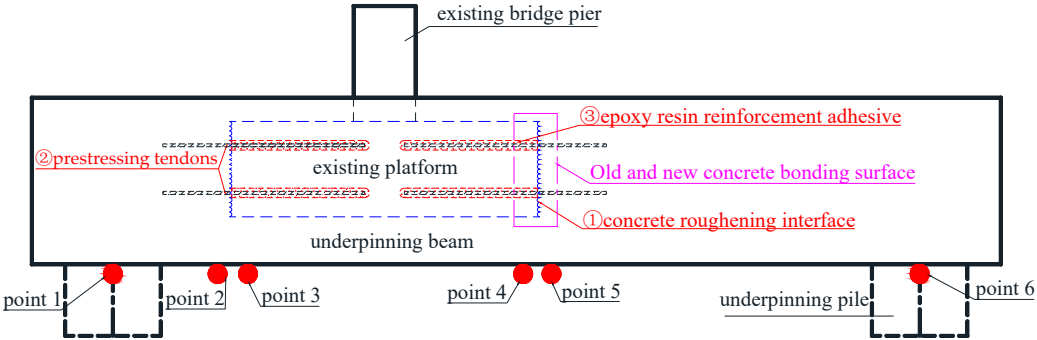 existing bridge pier
③epoxy resin reinforcement adhesive
②prestressing tendons
existing platform
Old and new concrete bonding surface
①concrete roughening interface
underpinning beam
point 1
point 2
point 3
point 4
point 5
underpinning pile
point 6